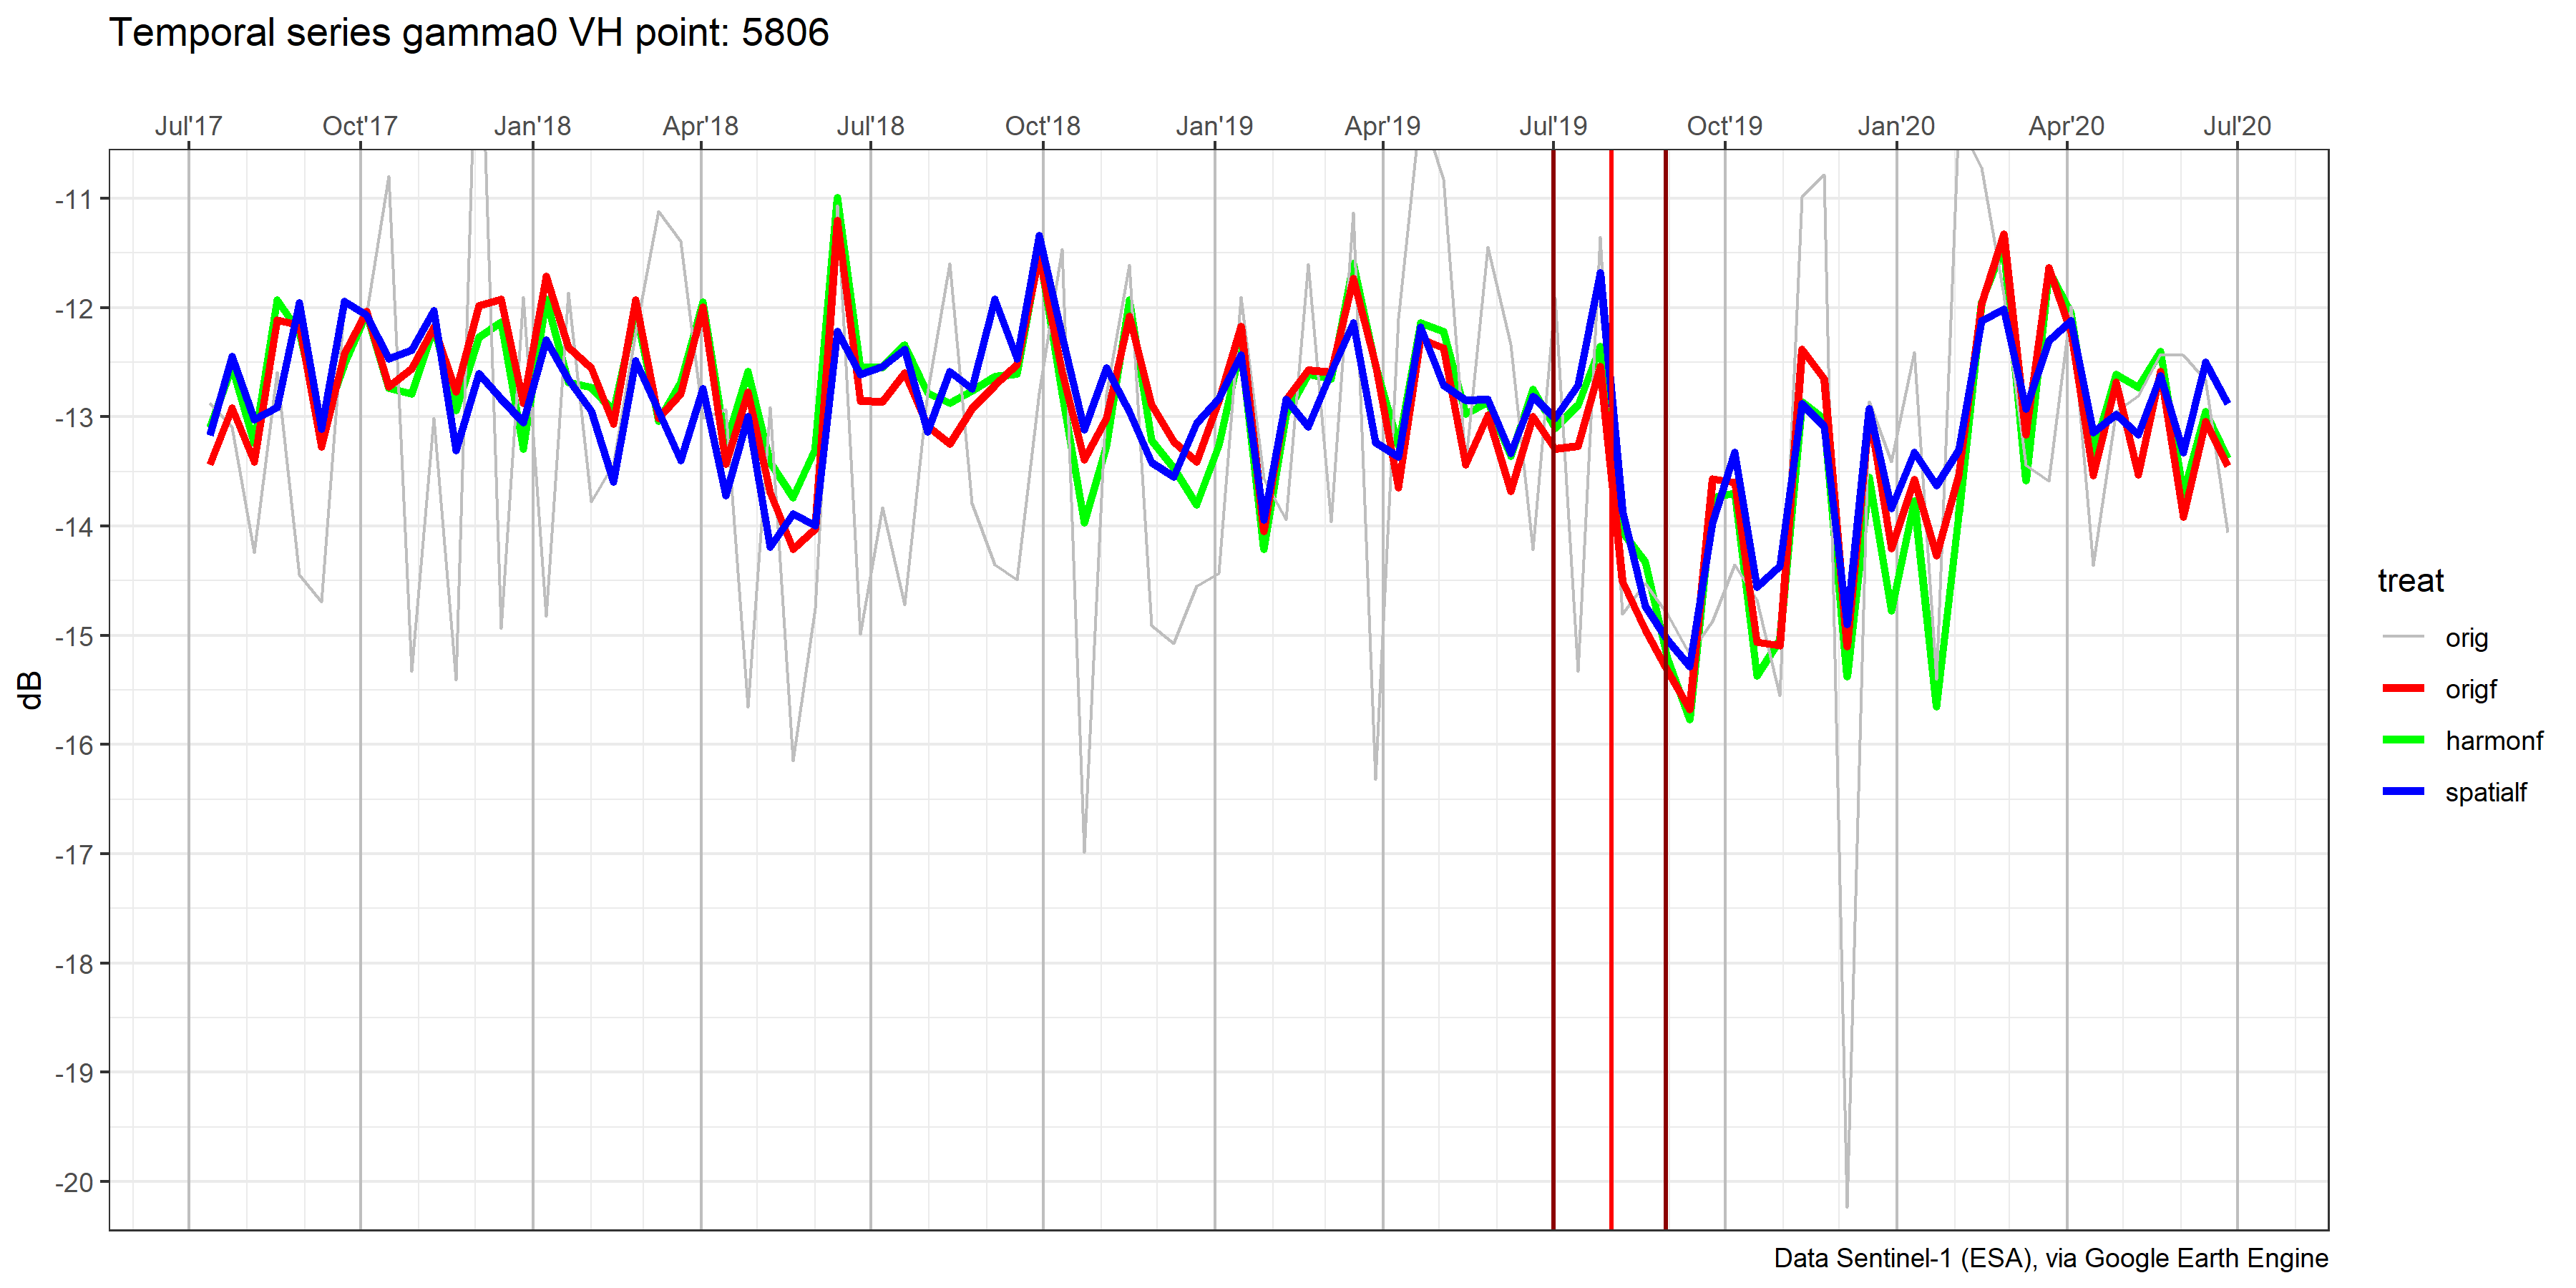 Temporal series gamma0 VH point: 5806
Jul'17 Oct'17 Jan'18 Apr'18 Jul'18 Oct'18 Jan'19 Apr'19 Jul'19 Oct'19 Jan'20 Apr'20 Jul'20
-11
-12
-13
-14
-15
-16
-17
-18
-19
-20
dB
treat
orig
origf
harmonf
spatialf
Data Sentinel-1 (ESA), via Google Earth Engine